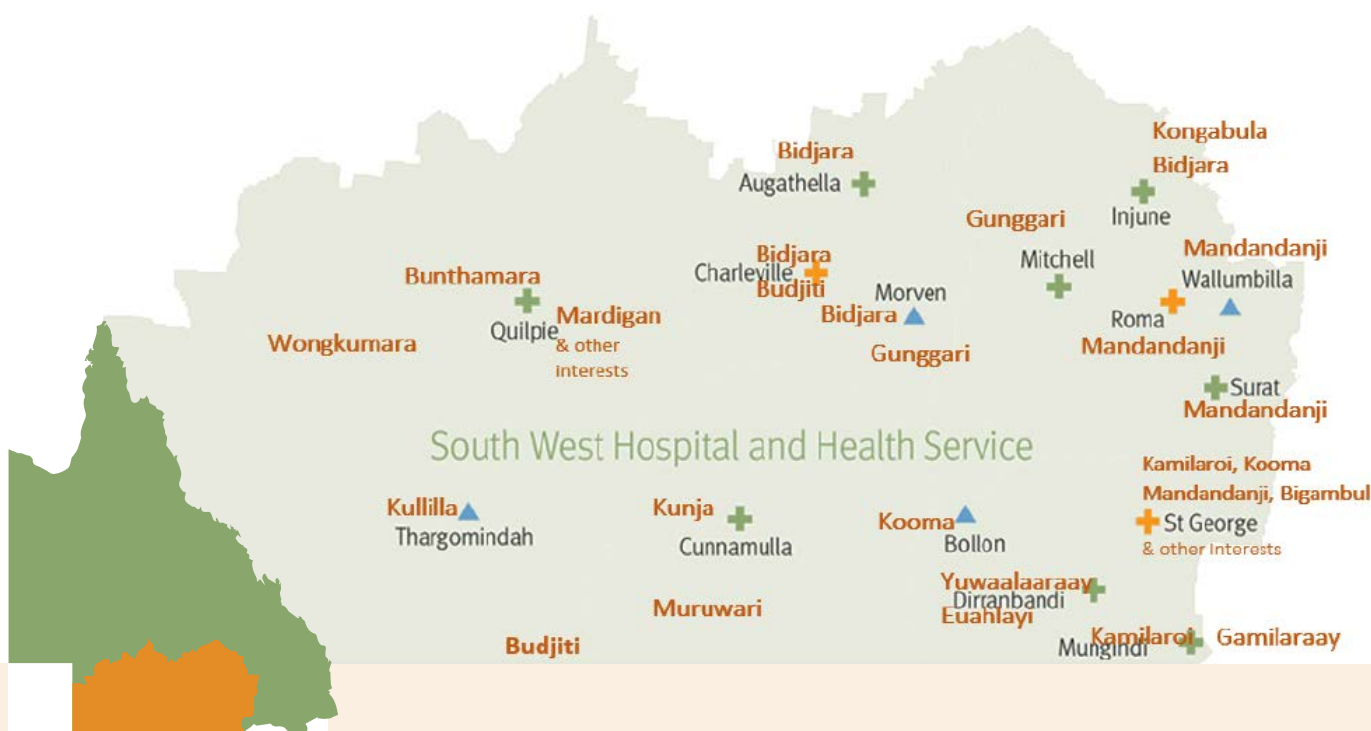 Kongabula
Bidjara
Augathella
Bidjara
Injune
Gunggari
Mitchell
Mandandanji
Wallumbilla
Bidjara
Charleville
Budjiti
Morven
Bidjara
Gunggari
Bunthamara
Quilpie
Mardigan
& other
interests
Wongkumara
Roma
Mandandanji
Surat
Mandandanji
South West Hospital and Health Service
Kamilaroi, Kooma
Mandandanji, Bigambul
St George
& other Interests
Kullilla
Thargomindah
Kunja
Cunnamulla
Kooma
Bollon
Yuwaalaaraay
Dirranbandi
Euahlayi
Muruwari
Budjiti
Kamilaroi
Mungindi
Gamilaraay